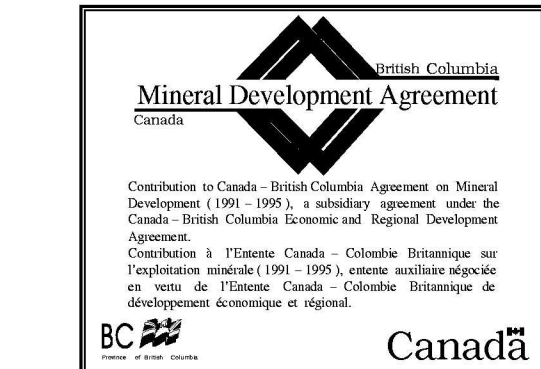 British Columbia
Mineral Development Agreement
Canada
Contribution to Canada – British Columbia Agreement on Mineral
Development ( 1991 – 1995 ), a subsidiary agreement under the
Canada – British Columbia Economic and Regional Development
Agreement.
Contribution à l'Entente Canada – Colombie Britannique sur
l'exploitation minérale ( 1991 – 1995 ), entente auxiliaire négociée
en vertu de l'Entente Canada – Colombie Britannique de
développement économique et régional.
BC
Province of British Columbia
Canada